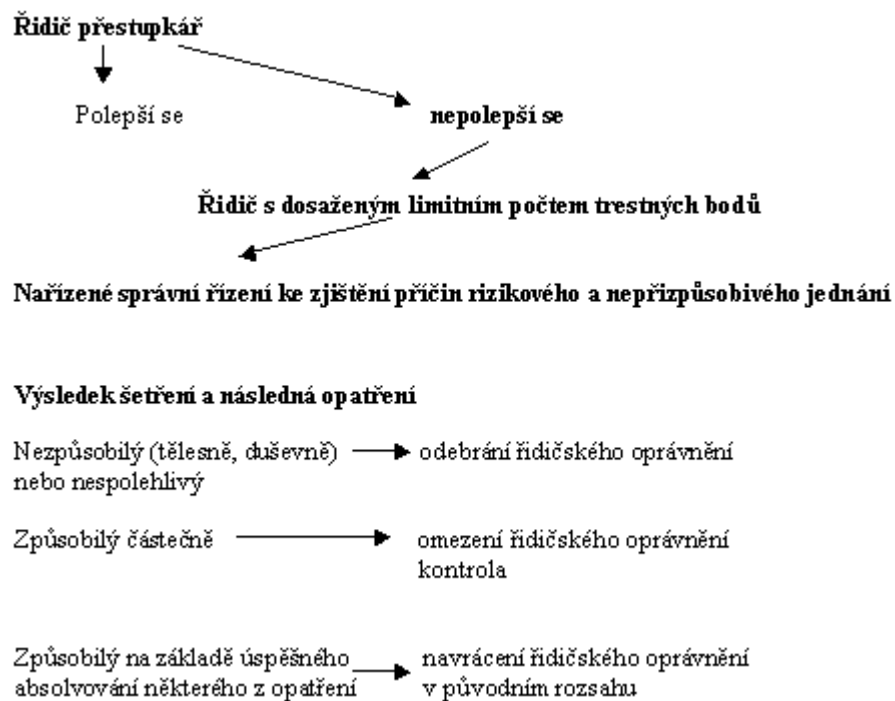 Řidič přestupkář
Polepší se
nepolepší se
Řidič s dosaženým limitním počtem trestných bodů
Nařízené správní řízení ke zjištění příčin rizikového a nepřizpůsobivého jednání
Výsledek šetření a následná opatření
Nezpůsobilý (tělesně, duševně)
nebo nespolehlivý
odebrání řidičského oprávnění
Způsobilý částečně
omezení řidičského oprávnění
kontrola
Způsobilý na základě úspěšného
absolvování některého z opatření
navrácení řidičského oprávnění
v původním rozsahu